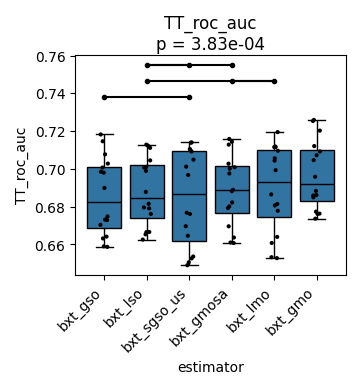 TT_roc_auc
p = 3.83e-04
0.76
0.74
0.72
0.70
0.68
0.66
TT_roc_auc
bxt_gso
bxt_lso
bxt_sgso_us
bxt_gmosa
bxt_lmo
bxt_gmo
estimator